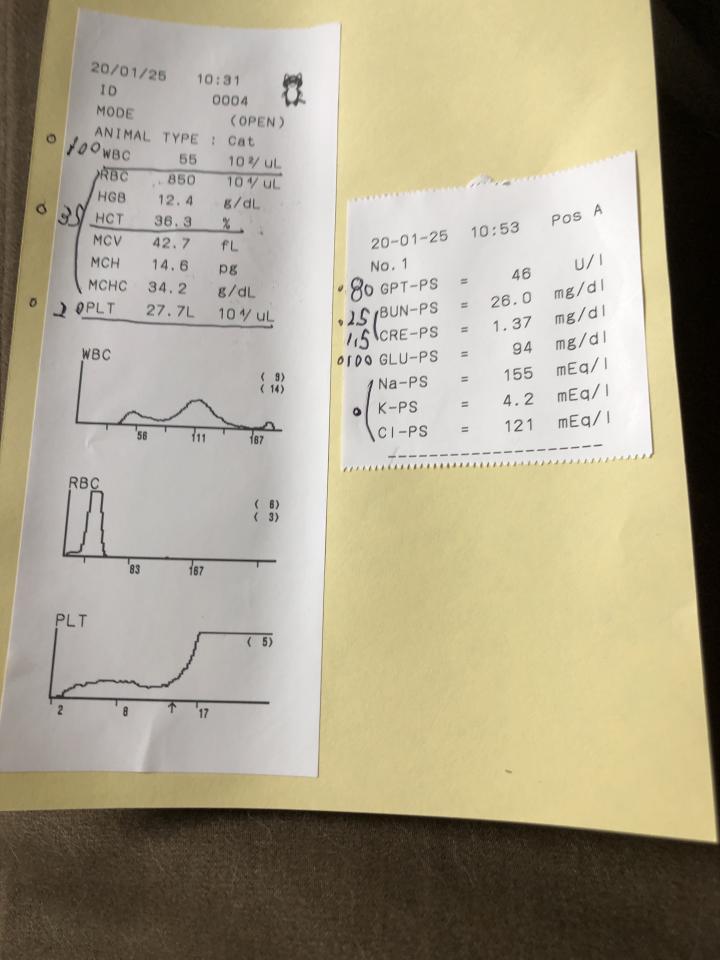 20/01/25 10:31
ID 0004
MODE (OPEN)
ANIMAL TYPE : Cat
100 WBC 55 10²/uL
RBC 850 10⁴/uL
HGB 12.4 g/dL
35 HCT 36.3 %
MCV 42.7 fL
MCH 14.6 pg
MCHC 34.2 g/dL
20 PLT 27.7L 10⁴/uL
WBC
( 9)
( 14)
56 111 167
RBC
( 6)
( 3)
83 167
PLT
( 5)
2 8 ↑ 17
20-01-25 10:53 Pos A
No.1
80 GPT-PS = 46 U/l
25 BUN-PS = 26.0 mg/dl
1.5 CRE-PS = 1.37 mg/dl
100 GLU-PS = 94 mg/dl
Na-PS = 155 mEq/l
K-PS = 4.2 mEq/l
Cl-PS = 121 mEq/l